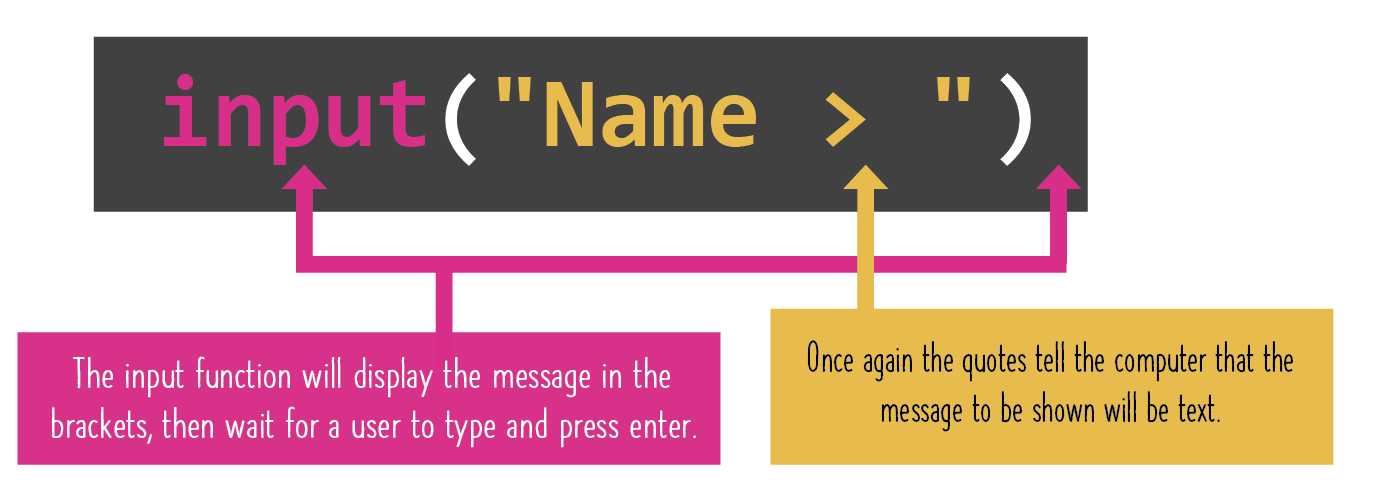 input("Name > ")
The input function will display the message in the
brackets, then wait for a user to type and press enter.
Once again the quotes tell the computer that the
message to be shown will be text.